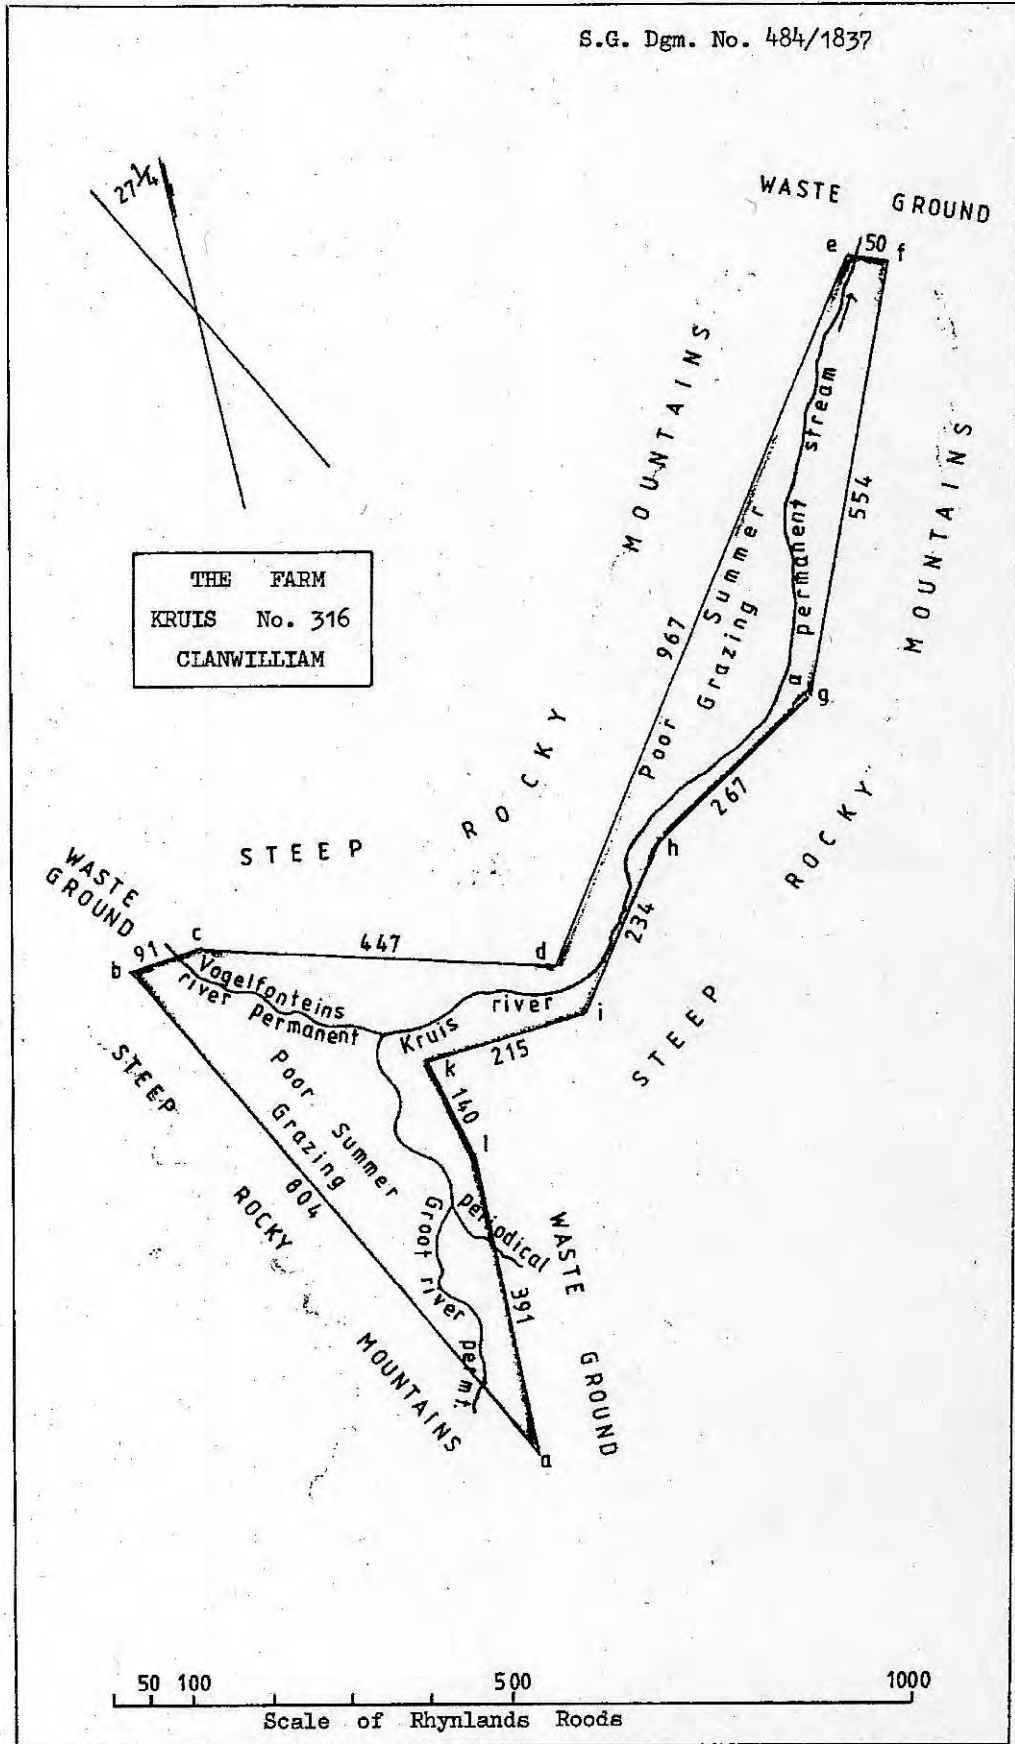 S.G. Dgm. No. 484/1837
27¼
WASTE GROUND
e 50 f
MOUNTAINS
a permanent stream
554
MOUNTAINS
THE FARM
KRUIS No. 316
CLANWILLIAM
967
Poor Summer
Grazing
g
ROCKY
267
STEEP
ROCKY
h
WASTE
GROUND
234
c
447
d
91
b
Vogelfonteins
river permanent
Kruis river
i
STEEP
215
k
STEEP
Poor Summer
Grazing
140
l
804
periodical
WASTE GROUND
ROCKY
Groot river permt.
391
MOUNTAINS
a
50 100 500 1000
Scale of Rhynlands Roods